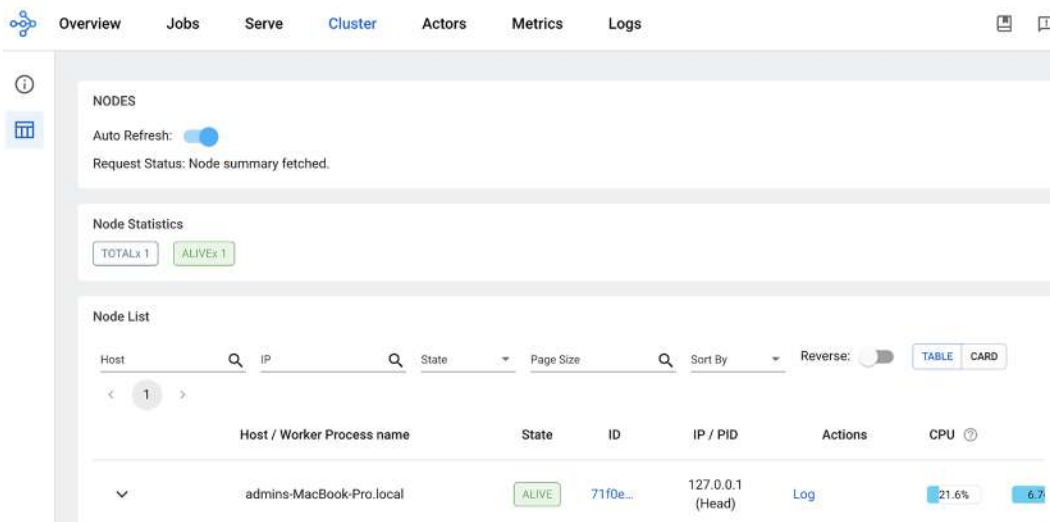 Overview Jobs Serve Cluster Actors Metrics Logs
NODES
Auto Refresh:
Request Status: Node summary fetched.
Node Statistics
TOTALx 1 ALIVEx 1
Node List
Host IP State Page Size Sort By Reverse: TABLE CARD
< 1 >
Host / Worker Process name State ID IP / PID Actions CPU
admins-MacBook-Pro.local ALIVE 71f0e... 127.0.0.1 (Head) Log 21.6%